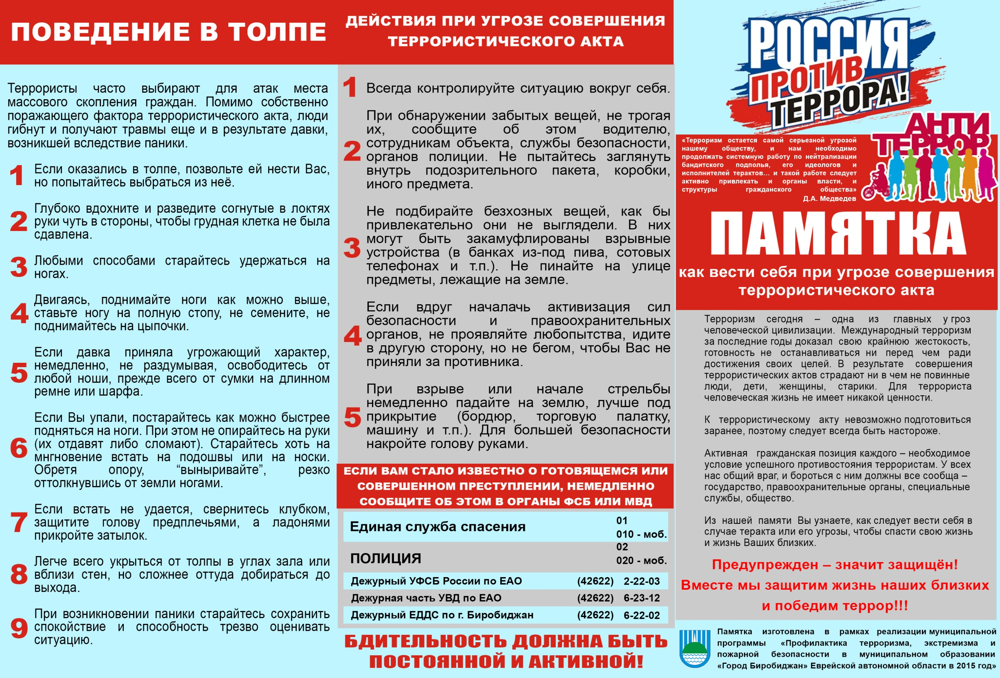 ПОВЕДЕНИЕ В ТОЛПЕ
Террористы часто выбирают для атак места
массового скопления граждан. Помимо собственно
поражающего фактора террористического акта, люди
гибнут и получают травмы еще и в результате давки,
возникшей вследствие паники.
1
Если оказались в толпе, позвольте ей нести Вас,
но попытайтесь выбраться из неё.
2
Глубоко вдохните и разведите согнутые в локтях
руки чуть в стороны, чтобы грудная клетка не была
сдавлена.
3
Любыми способами старайтесь удержаться на
ногах.
4
Двигаясь, поднимайте ноги как можно выше,
ставьте ногу на полную стопу, не семените, не
поднимайтесь на цыпочки.
5
Если давка приняла угрожающий характер,
немедленно, не раздумывая, освободитесь от
любой ноши, прежде всего от сумки на длинном
ремне или шарфа.
6
Если Вы упали, постарайтесь как можно быстрее
подняться на ноги. При этом не опирайтесь на руки
(их отдавят либо сломают). Старайтесь хоть на
мнгновение встать на подошвы или на носки.
Обретя опору, “выныривайте”, резко
оттолкнувшись от земли ногами.
7
Если встать не удается, свернитесь клубком,
защитите голову предплечьями, а ладонями
прикройте затылок.
8
Легче всего укрыться от толпы в углах зала или
вблизи стен, но сложнее оттуда добираться до
выхода.
9
При возникновении паники старайтесь сохранить
спокойствие и способность трезво оценивать
ситуацию.
ДЕЙСТВИЯ ПРИ УГРОЗЕ СОВЕРШЕНИЯ
ТЕРРОРИСТИЧЕСКОГО АКТА
1
Всегда контролируйте ситуацию вокруг себя.
2
При обнаружении забытых вещей, не трогая
их, сообщите об этом водителю,
сотрудникам объекта, службы безопасности,
органов полиции. Не пытайтесь заглянуть
внутрь подозрительного пакета, коробки,
иного предмета.
3
Не подбирайте безхозных вещей, как бы
привлекательно они не выглядели. В них
могут быть закамуфлированы взрывные
устройства (в банках из-под пива, сотовых
телефонах и т.п.). Не пинайте на улице
предметы, лежащие на земле.
4
Если вдруг началачь активизация сил
безопасности и правоохранительных
органов, не проявляйте любопытства, идите
в другую сторону, но не бегом, чтобы Вас не
приняли за противника.
5
При взрыве или начале стрельбы
немедленно падайте на землю, лучше под
прикрытие (бордюр, торговую палатку,
машину и т.п.). Для большей безопасности
накройте голову руками.
ЕСЛИ ВАМ СТАЛО ИЗВЕСТНО О ГОТОВЯЩЕМСЯ ИЛИ
СОВЕРШЕННОМ ПРЕСТУПЛЕНИИ, НЕМЕДЛЕННО
СООБЩИТЕ ОБ ЭТОМ В ОРГАНЫ ФСБ ИЛИ МВД
Единая служба спасения 01
010 - моб.
ПОЛИЦИЯ 02
020 - моб.
Дежурный УФСБ России по ЕАО (42622) 2-22-03
Дежурная часть УВД по ЕАО (42622) 6-23-12
Дежурный ЕДДС по г. Биробиджан (42622) 6-22-02
БДИТЕЛЬНОСТЬ ДОЛЖНА БЫТЬ
ПОСТОЯННОЙ И АКТИВНОЙ!
РОССИЯ
ПРОТИВ
ТЕРРОРА!
АНТИ
ТЕРРОР
«Терроризм остается самой серьезной угрозой
нашему обществу, и нам необходимо
продолжать системную работу по нейтрализации
бандитского подполья, его идеологов и
исполнителей терактов... и такой работе следует
активно привлекать и органы власти, и
структуры гражданского общества»
Д.А. Медведев
ПАМЯТКА
как вести себя при угрозе совершения
террористического акта
Терроризм сегодня – одна из главных у гроз
человеческой цивилизации. Международный терроризм
за последние годы доказал свою крайнюю жестокость,
готовность не останавливаться ни перед чем ради
достижения своих целей. В результате совершения
террористических актов страдают ни в чем не повинные
люди, дети, женщины, старики. Для террориста
человеческая жизнь не имеет никакой ценности.
К террористическому акту невозможно подготовиться
заранее, поэтому следует всегда быть настороже.
Активная гражданская позиция каждого – необходимое
условие успешного противостояния террористам. У всех
нас общий враг, и бороться с ним должны все сообща –
государство, правоохранительные органы, специальные
службы, общество.
Из нашей памяти Вы узнаете, как следует вести себя в
случае теракта или его угрозы, чтобы спасти свою жизнь
и жизнь Ваших близких.
Предупрежден – значит защищён!
Вместе мы защитим жизнь наших близких
и победим террор!!!
Памятка изготовлена в рамках реализации муниципальной
программы «Профилактика терроризма, экстремизма и
пожарной безопасности в муниципальном образовании
«Город Биробиджан» Еврейской автономной области в 2015 год»